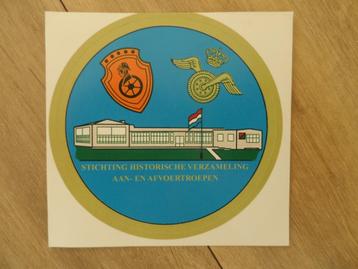 STICHTING HISTORISCHE VERZAMELING
AAN- EN AFVOERTROEPEN